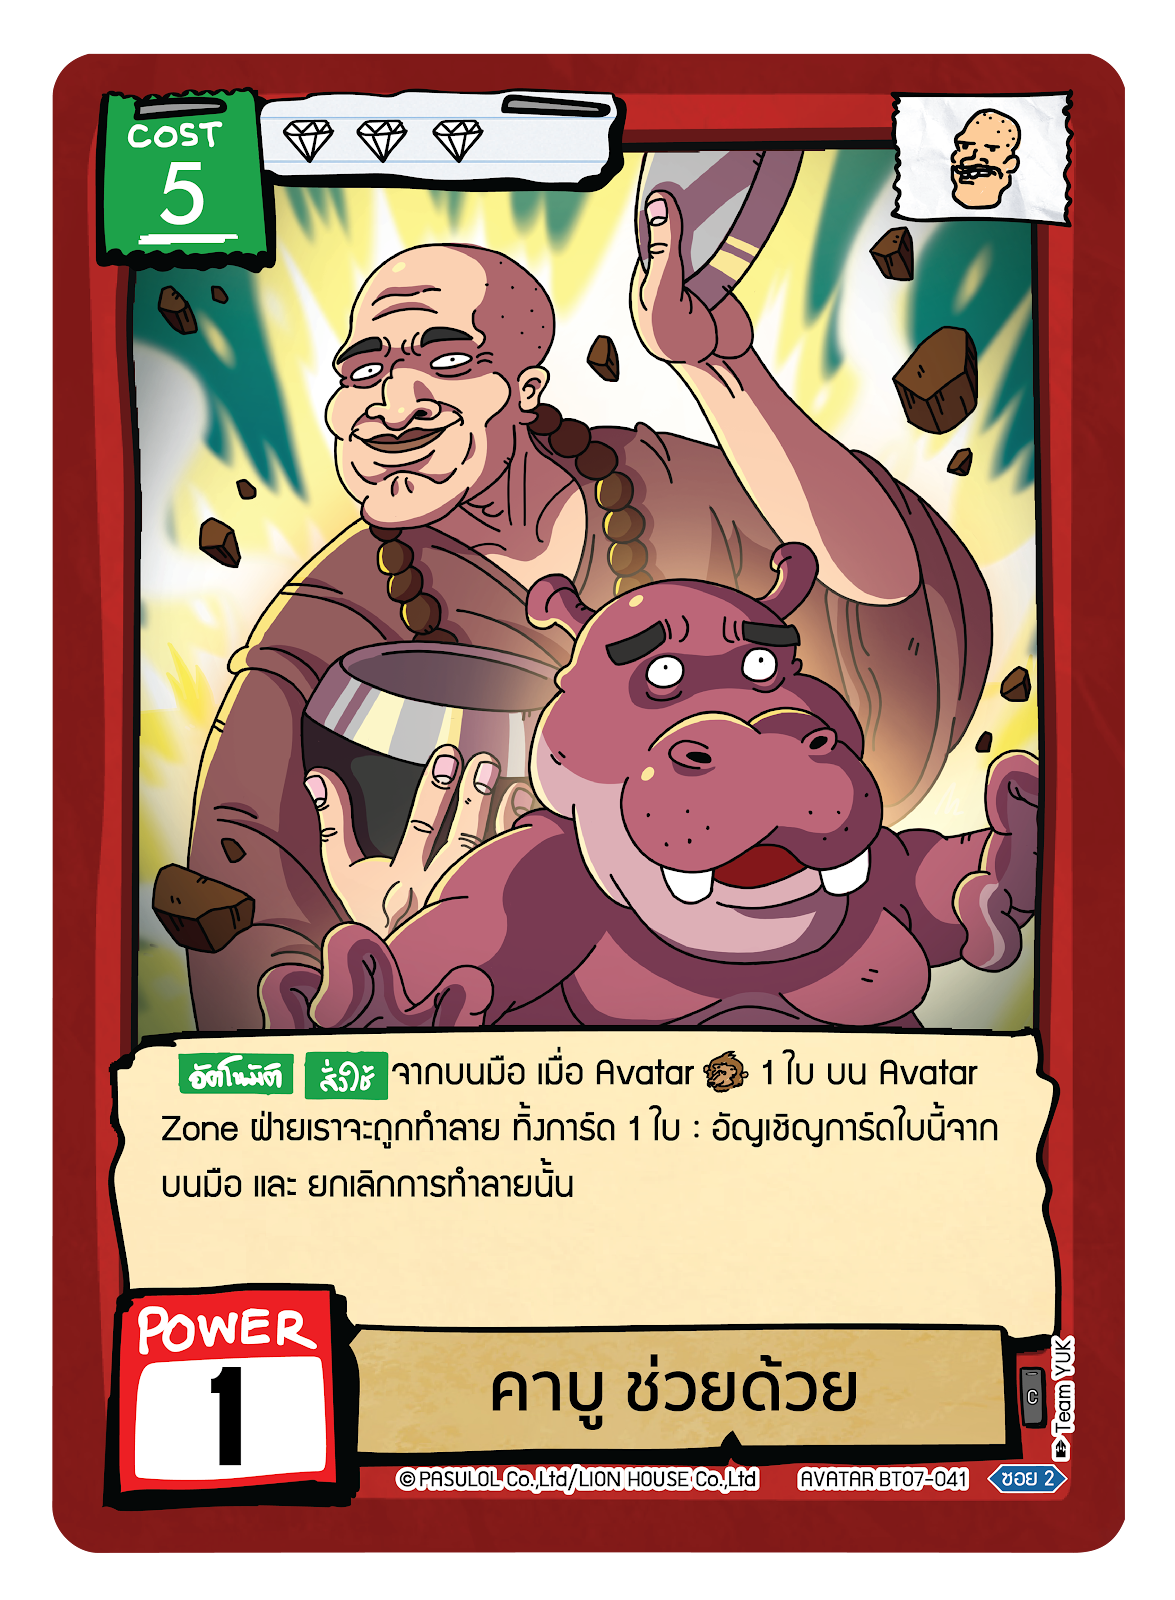 COST
5
อัตโนมัติ สั่งใช้ จากบนมือ เมื่อ Avatar 1 ใบ บน Avatar
Zone ฝ่ายเราจะถูกทำลาย ทิ้งการ์ด 1 ใบ : อัญเชิญการ์ดใบนี้จาก
บนมือ และ ยกเลิกการทำลายนั้น
POWER
1
คาบู ช่วยด้วย
C
Team YUK
© PASULOL Co.,Ltd/LION HOUSE Co.,Ltd
AVATAR BT07-041
ซอย 2